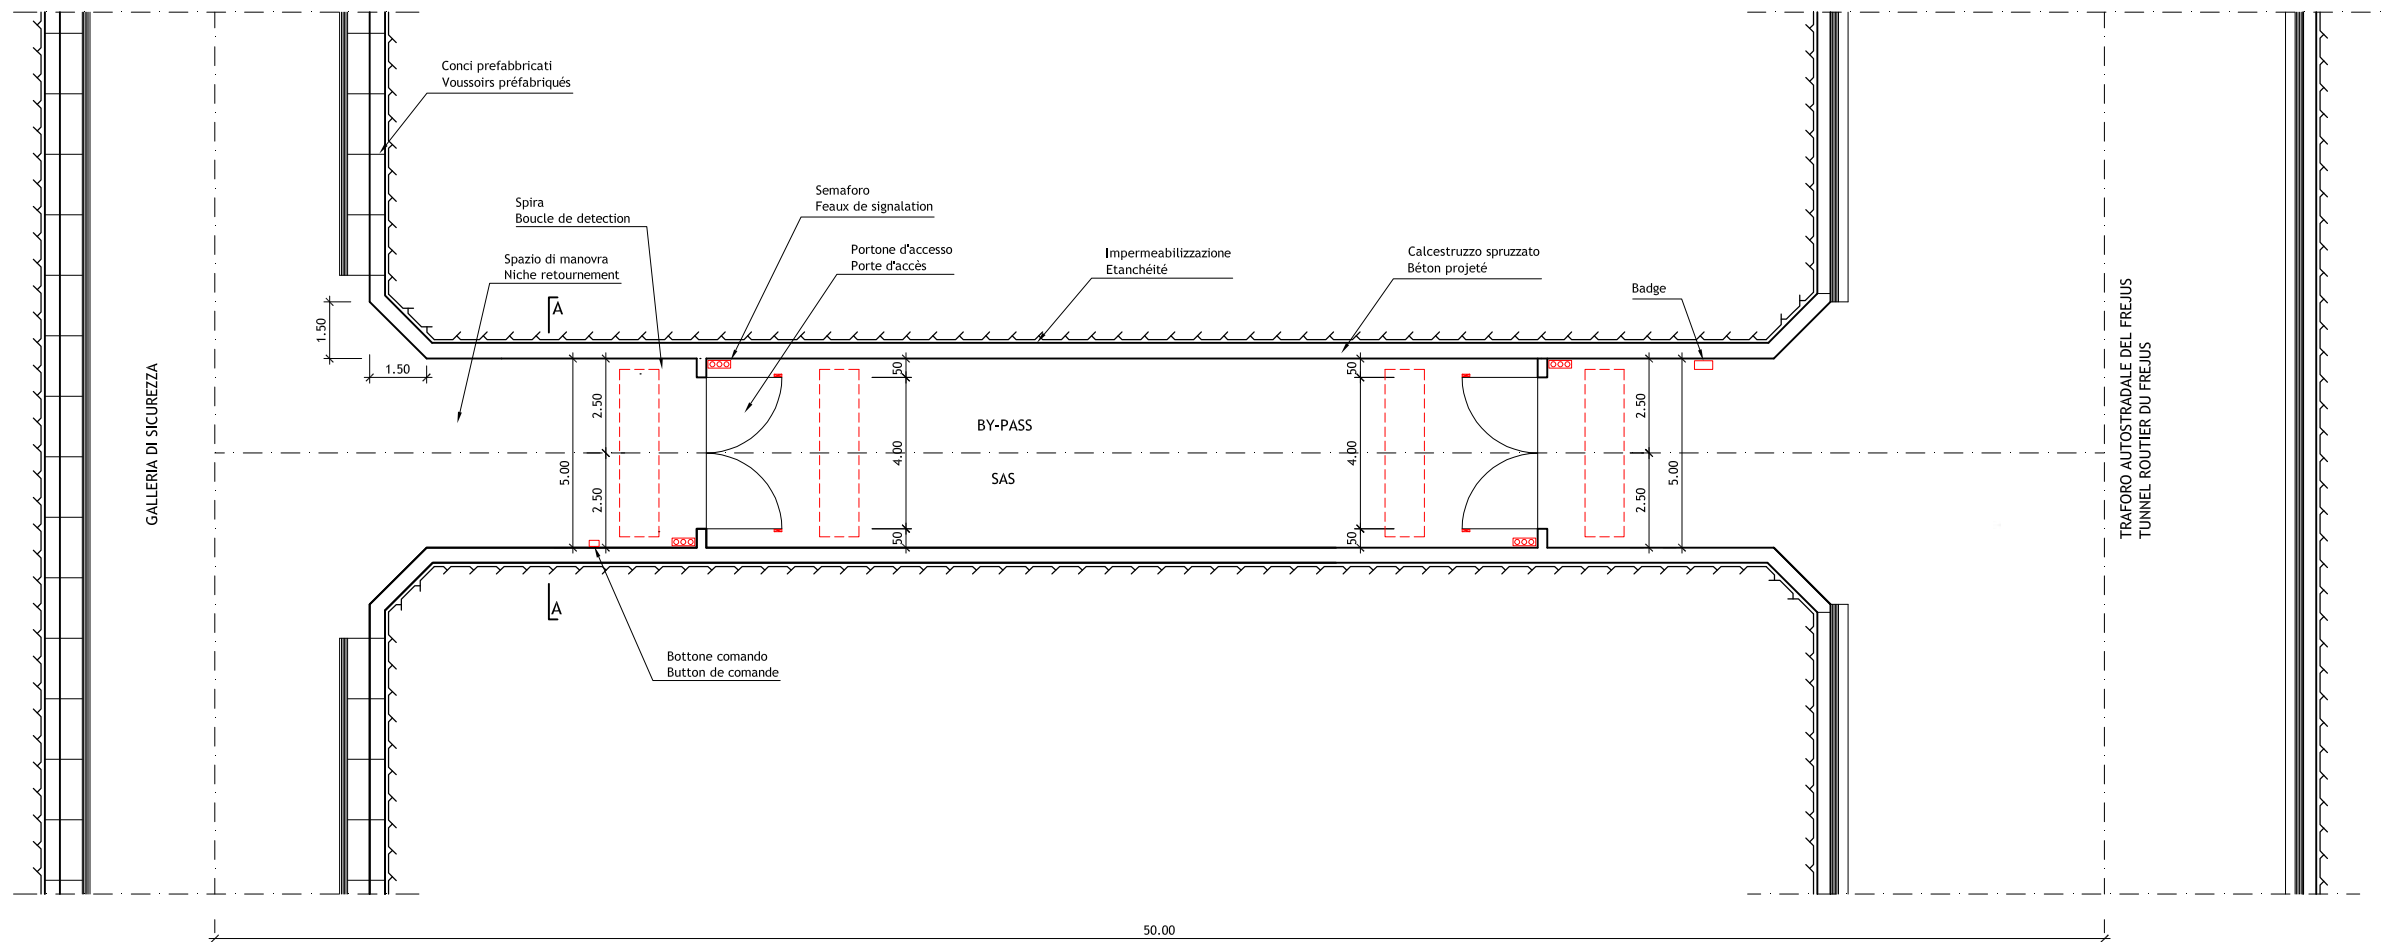 Conci prefabbricati
Voussoirs préfabriqués
Semaforo
Feaux de signalation
Spira
Boucle de detection
Portone d'accesso
Porte d'accès
Impermeabilizzazione
Etanchéité
Calcestruzzo spruzzato
Béton projeté
Spazio di manovra
Niche retournement
Badge
A
1.50
1.50
50
50
2.50
2.50
5.00
4.00
4.00
5.00
2.50
2.50
50
50
BY-PASS
SAS
GALLERIA DI SICUREZZA
TRAFORO AUTOSTRADALE DEL FREJUS
TUNNEL ROUTIER DU FREJUS
A
Bottone comando
Button de comande
50.00